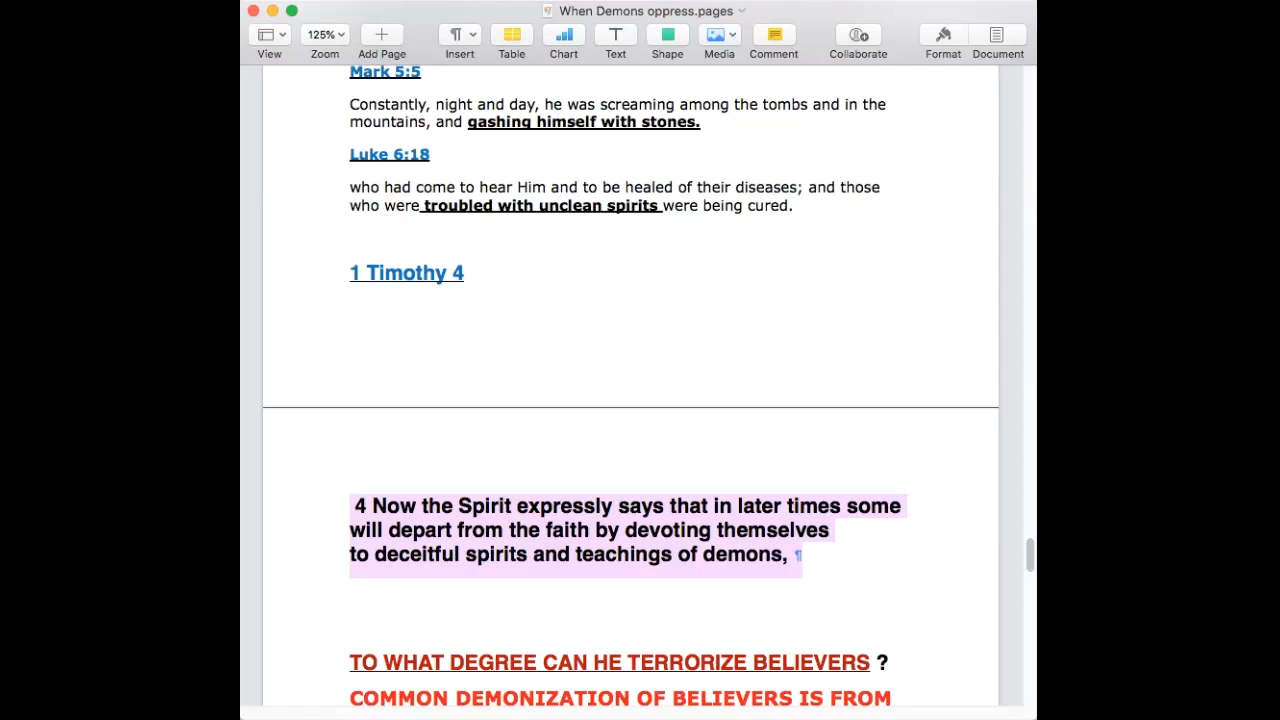 When Demons oppress.pages
125%
View Zoom Add Page Insert Table Chart Text Shape Media Comment Collaborate Format Document
Mark 5:5
Constantly, night and day, he was screaming among the tombs and in the
mountains, and gashing himself with stones.
Luke 6:18
who had come to hear Him and to be healed of their diseases; and those
who were troubled with unclean spirits were being cured.
1 Timothy 4
4 Now the Spirit expressly says that in later times some
will depart from the faith by devoting themselves
to deceitful spirits and teachings of demons, ¶
TO WHAT DEGREE CAN HE TERRORIZE BELIEVERS ?
COMMON DEMONIZATION OF BELIEVERS IS FROM